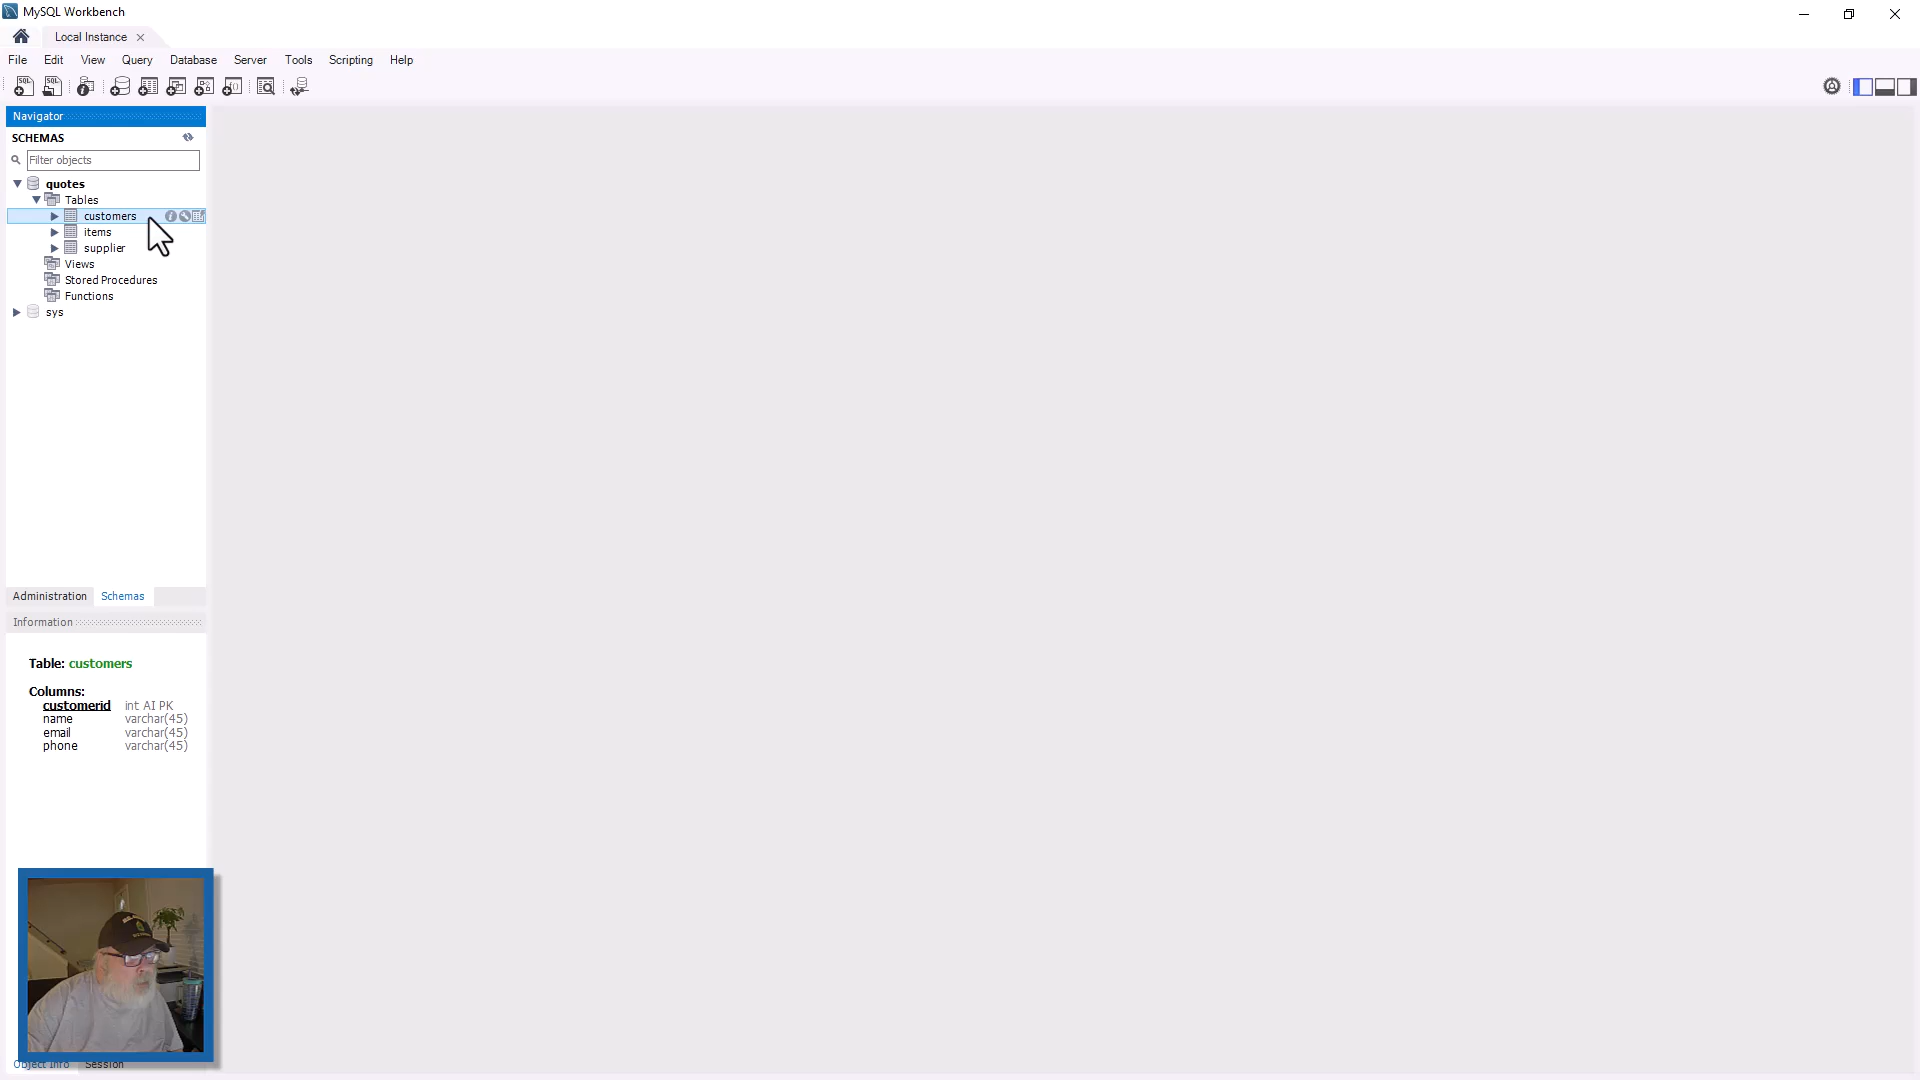 MySQL Workbench
Local Instance
File Edit View Query Database Server Tools Scripting Help
Navigator
SCHEMAS
Filter objects
quotes
Tables
customers
items
supplier
Views
Stored Procedures
Functions
sys
Administration Schemas
Information
Table: customers
Columns:
customerid int AI PK
name varchar(45)
email varchar(45)
phone varchar(45)
Object Info Session